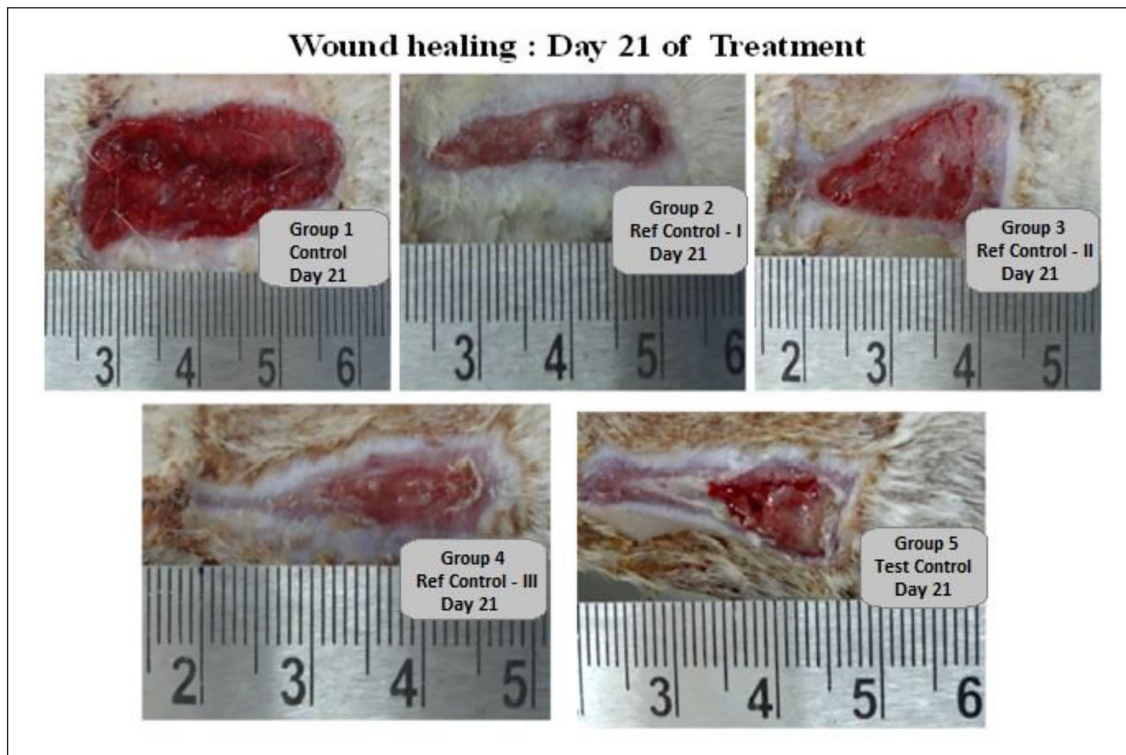 Wound healing : Day 21 of Treatment
Group 1
Control
Day 21
3 4 5 6
Group 2
Ref Control - I
Day 21
3 4 5 6
Group 3
Ref Control - II
Day 21
2 3 4 5
Group 4
Ref Control - III
Day 21
2 3 4 5
Group 5
Test Control
Day 21
3 4 5 6